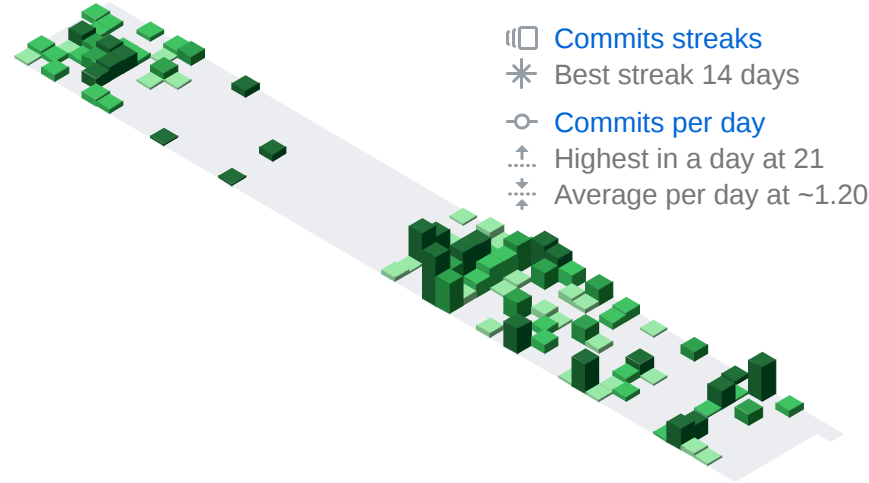 Commits streaks
Best streak 14 days
Commits per day
Highest in a day at 21
Average per day at ~1.20